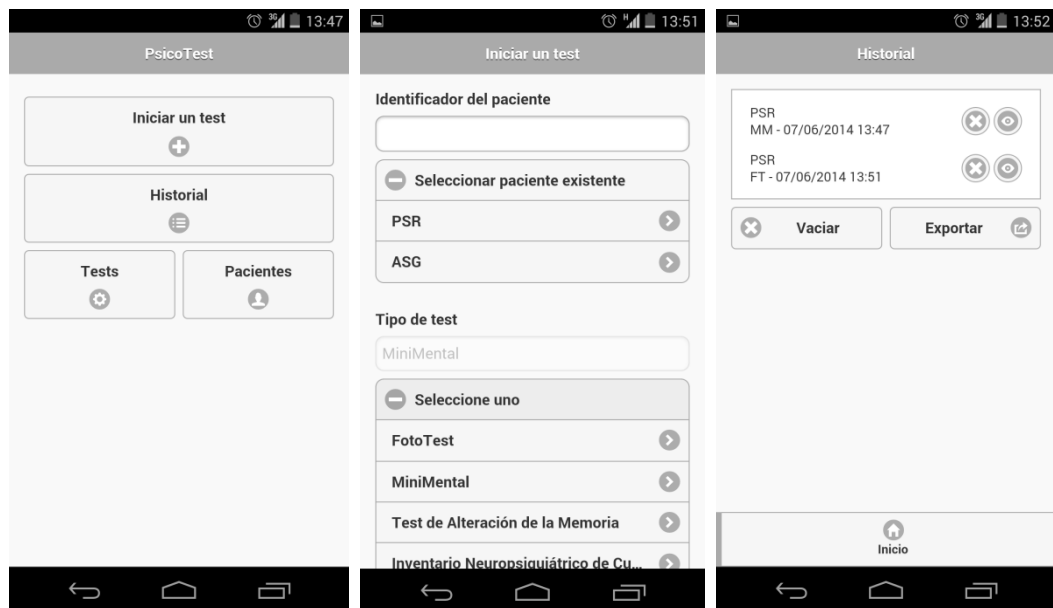 3G 13:47
PsicoTest
Iniciar un test
Historial
Tests
Pacientes
H 13:51
Iniciar un test
Identificador del paciente
Seleccionar paciente existente
PSR
ASG
Tipo de test
MiniMental
Seleccione uno
FotoTest
MiniMental
Test de Alteración de la Memoria
Inventario Neuropsiquiátrico de Cu...
3G 13:52
Historial
PSR
MM - 07/06/2014 13:47
PSR
FT - 07/06/2014 13:51
Vaciar
Exportar
Inicio